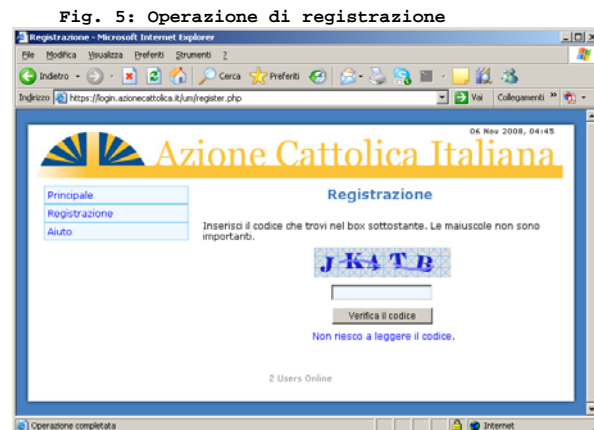 Fig. 5: Operazione di registrazione
Registrazione - Microsoft Internet Explorer
File Modifica Visualizza Preferiti Strumenti ?
Indietro Cerca Preferiti
Indirizzo https://login.azionecattolica.it/um/register.php Vai Collegamenti »
06 Nov 2008, 04:45
Azione Cattolica Italiana
Principale
Registrazione
Aiuto
Registrazione
Inserisci il codice che trovi nel box sottostante. Le maiuscole non sono
importanti.
Verifica il codice
Non riesco a leggere il codice.
2 Users Online
Operazione completata Internet